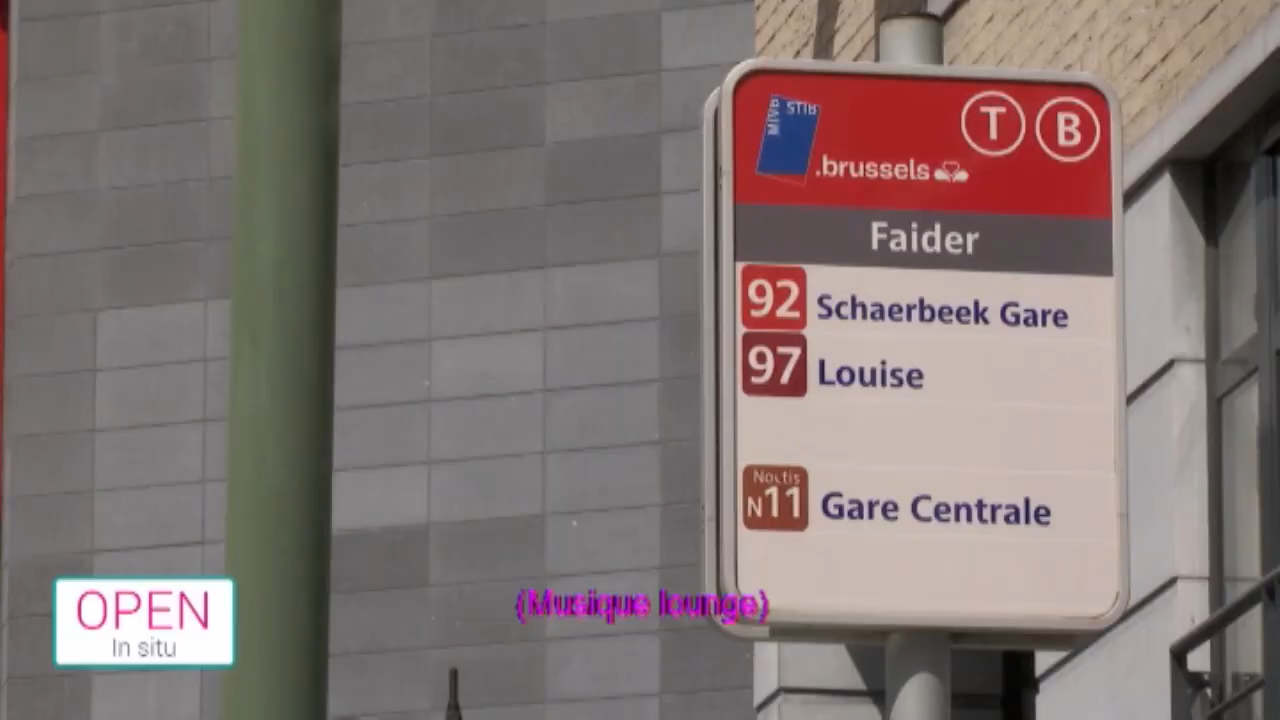 MIVB STIB
.brussels
T B
Faider
92 Schaerbeek Gare
97 Louise
Noctis
N11 Gare Centrale
(Musique lounge)
OPEN
In situ